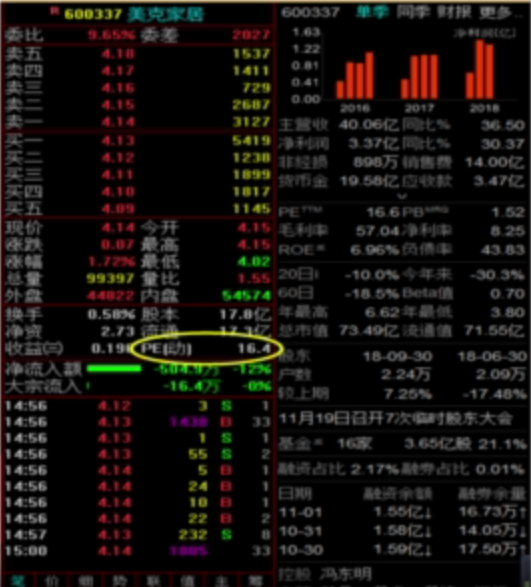 R 600337 美克家居
委比 9.65% 委差 2027
卖五 4.18 1537
卖四 4.17 1411
卖三 4.16 729
卖二 4.15 2687
卖一 4.14 3127
买一 4.13 5419
买二 4.12 1238
买三 4.11 1899
买四 4.10 1817
买五 4.09 1145
现价 4.14 今开 4.15
涨跌 0.07 最高 4.15
涨幅 1.72% 最低 4.02
总量 99397 量比 1.55
外盘 44822 内盘 54574
换手 0.58% 股本 17.8亿
净资 2.73 流通 17.3亿
收益(三) 0.190 PE(动) 16.4
净流入额 -504.9万 -12%
大宗流入 -16.4万 -0%
14:56 4.12 3 S 1
14:56 4.13 1430 B 33
14:56 4.13 1 S 1
14:56 4.13 55 S 2
14:56 4.14 5 B 1
14:56 4.14 24 B 1
14:56 4.14 10 B 1
14:56 4.14 22 B 2
14:57 4.13 232 S 8
15:00 4.14 1005 33
笔 价 细 势 联 值 主 筹
600337 单季 同季 财报 更多
净利润[亿]
1.63
1.22
0.81
0.41
0.00
2016 2017 2018
主营收 40.06亿 同比% 36.50
净利润 3.37亿 同比% 30.37
非经损 898万 销售费 14.00亿
货币金 19.58亿 应收款 3.47亿
PE TTM 16.6 PB MRQ 1.52
毛利率 57.04 净利率 8.25
ROE 6.96% 负债率 43.83
20日 -10.0% 今年来 -30.3%
60日 -18.5% Beta值 0.70
年最高 6.62 年最低 3.80
总市值 73.49亿 流通值 71.55亿
股东 18-09-30 18-06-30
户数 2.24万 2.09万
较上期 7.25% -17.48%
11月19日召开7次临时股东大会
基金 16家 3.65亿股 21.1%
融资占比 2.17% 融券占比 0.01%
日期 融资余额 融券余量
11-01 1.55亿↓ 16.73万↑
10-31 1.58亿↓ 14.05万↓
10-30 1.59亿↓ 17.50万↑
控股 冯东明